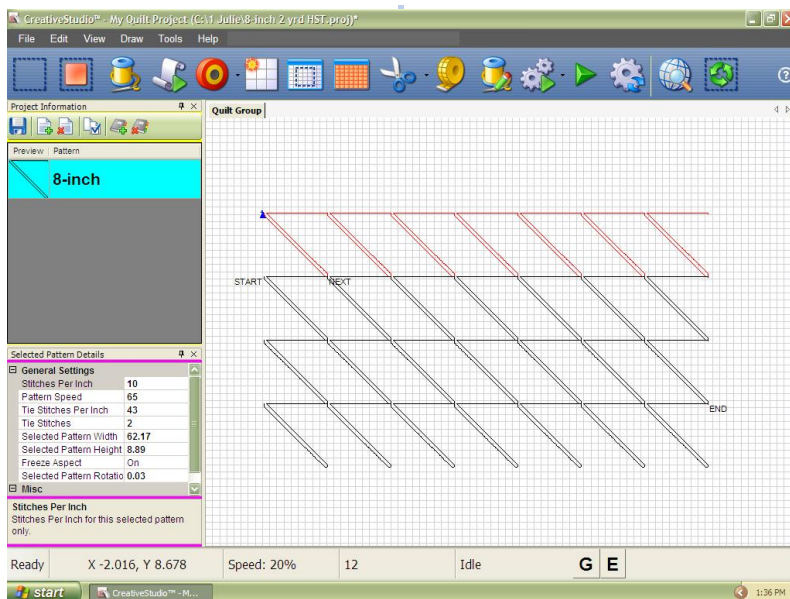 CreativeStudio™ - My Quilt Project (C:\1 Julie\8-inch 2 yrd HST.proj)*
File Edit View Draw Tools Help
Project Information
Quilt Group
Preview Pattern
8-inch
START NEXT
END
Selected Pattern Details
General Settings
Stitches Per Inch 10
Pattern Speed 65
Tie Stitches Per Inch 43
Tie Stitches 2
Selected Pattern Width 62.17
Selected Pattern Height 8.89
Freeze Aspect On
Selected Pattern Rotatio 0.03
Misc
Stitches Per Inch
Stitches Per Inch for this selected pattern
only.
Ready X -2.016, Y 8.678 Speed: 20% 12 Idle G E
start CreativeStudio™ - M... 1:36 PM